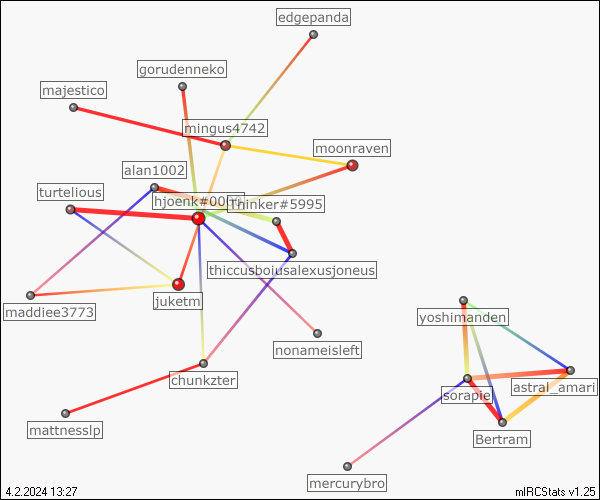 edgepanda
gorudenneko
majestico
mingus4742
moonraven
alan1002
turtelious
hjoenk#00
Thinker#5995
thiccusboiusalexusjoneus
maddiee3773
juketm
yoshimanden
nonameisleft
chunkzter
astral_amari
sorapiel
mattnesslp
Bertram
mercurybro
4.2.2024 13:27
mIRCStats v1.25